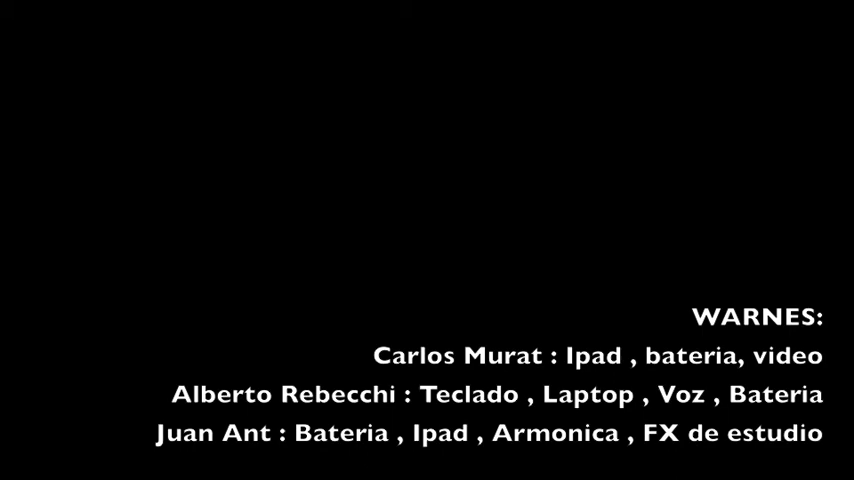 WARNES:
Carlos Murat : Ipad , bateria, video
Alberto Rebecchi : Teclado , Laptop , Voz , Bateria
Juan Ant : Bateria , Ipad , Armonica , FX de estudio